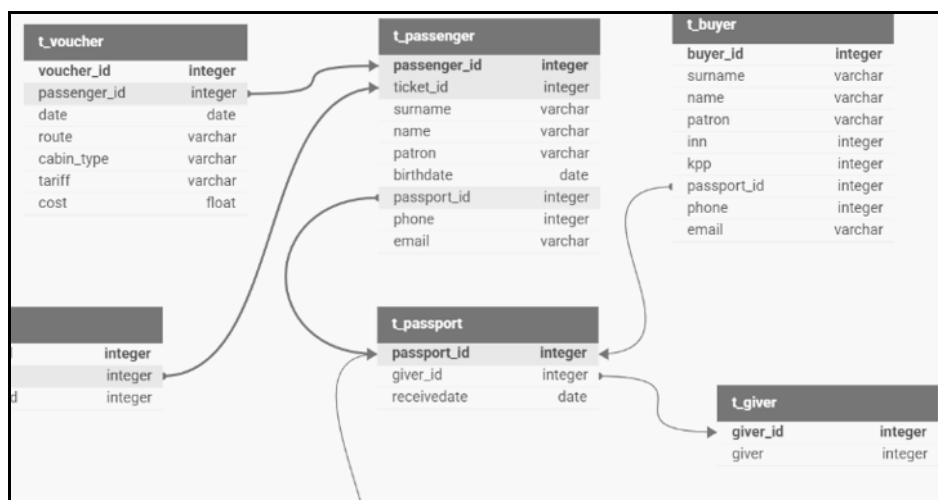 t_voucher
voucher_id integer
passenger_id integer
date date
route varchar
cabin_type varchar
tariff varchar
cost float
t_passenger
passenger_id integer
ticket_id integer
surname varchar
name varchar
patron varchar
birthdate date
passport_id integer
phone integer
email varchar
t_buyer
buyer_id integer
surname varchar
name varchar
patron varchar
inn integer
kpp integer
passport_id integer
phone integer
email varchar
integer
integer
integer
t_passport
passport_id integer
giver_id integer
receivedate date
t_giver
giver_id integer
giver integer